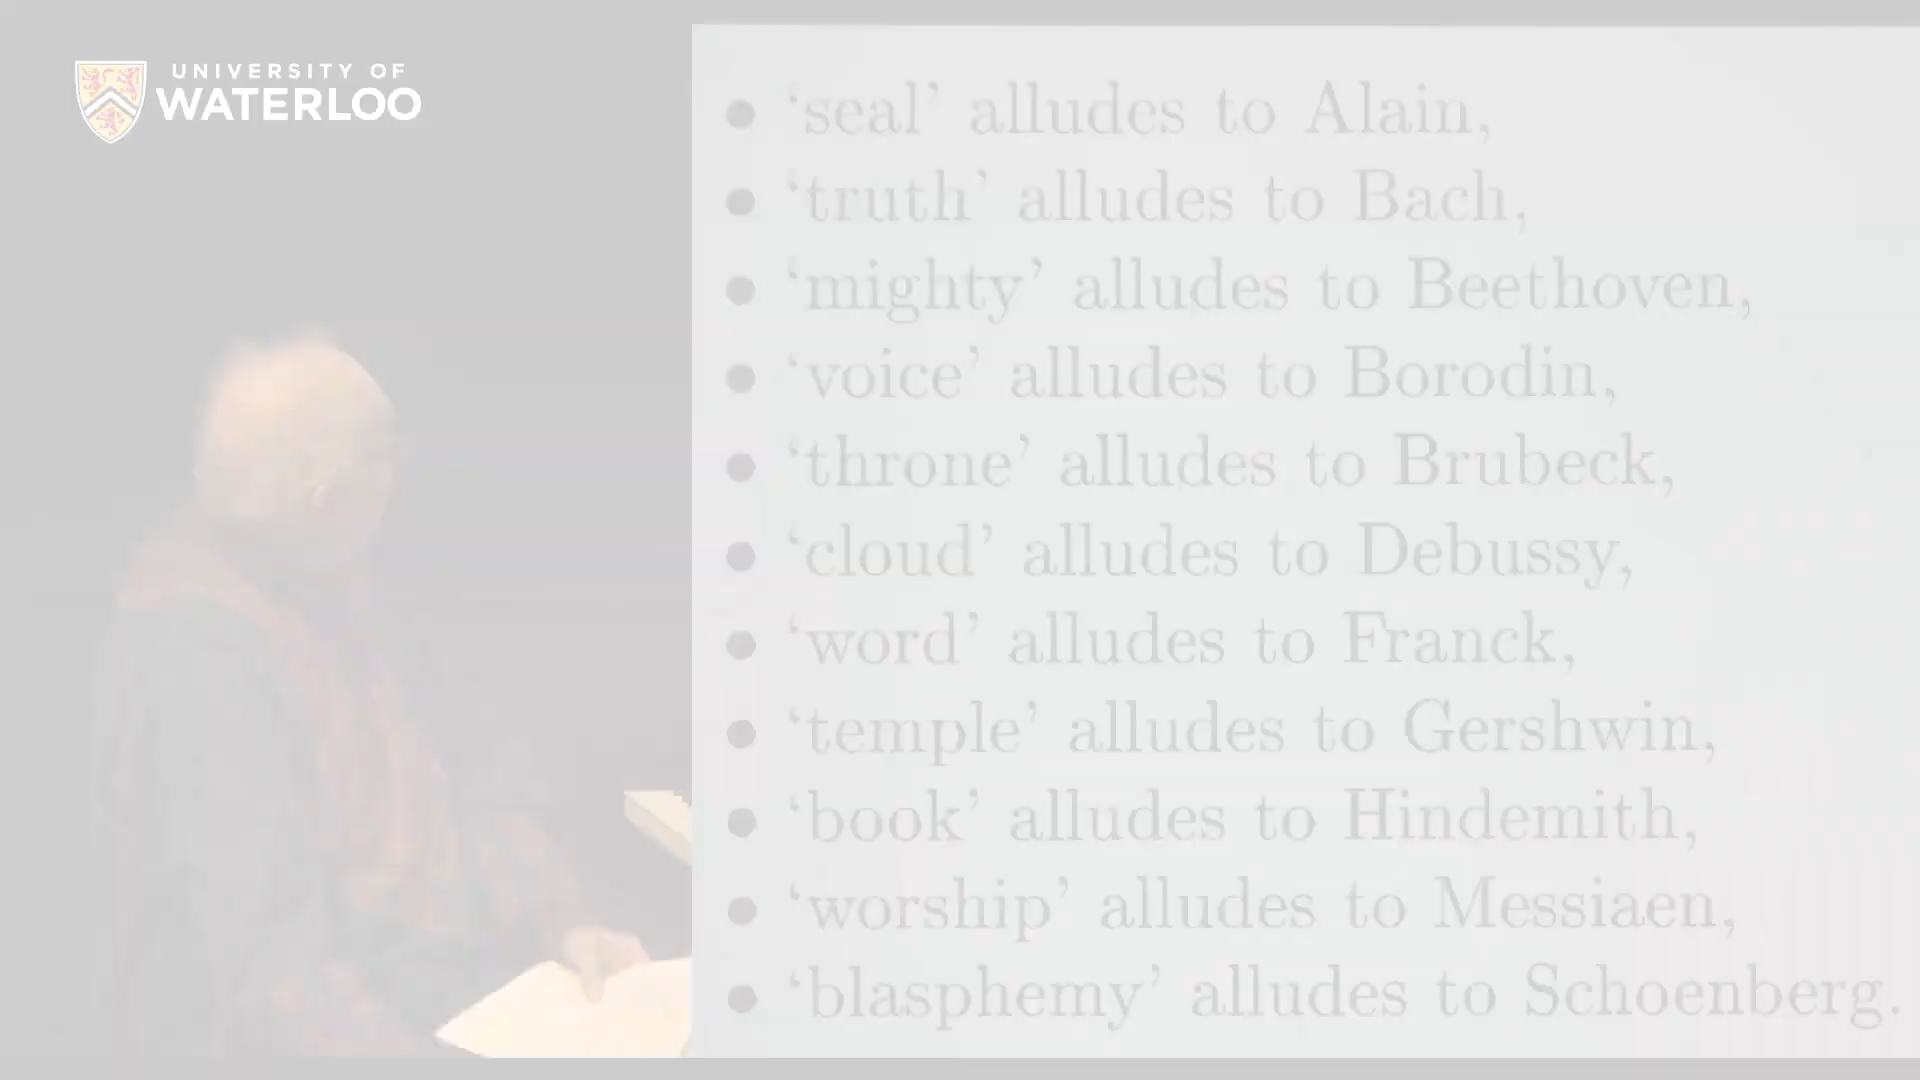 UNIVERSITY OF
WATERLOO
• ‘seal’ alludes to Alain,
• ‘truth’ alludes to Bach,
• ‘mighty’ alludes to Beethoven,
• ‘voice’ alludes to Borodin,
• ‘throne’ alludes to Brubeck,
• ‘cloud’ alludes to Debussy,
• ‘word’ alludes to Franck,
• ‘temple’ alludes to Gershwin,
• ‘book’ alludes to Hindemith,
• ‘worship’ alludes to Messiaen,
• ‘blasphemy’ alludes to Schoenberg.